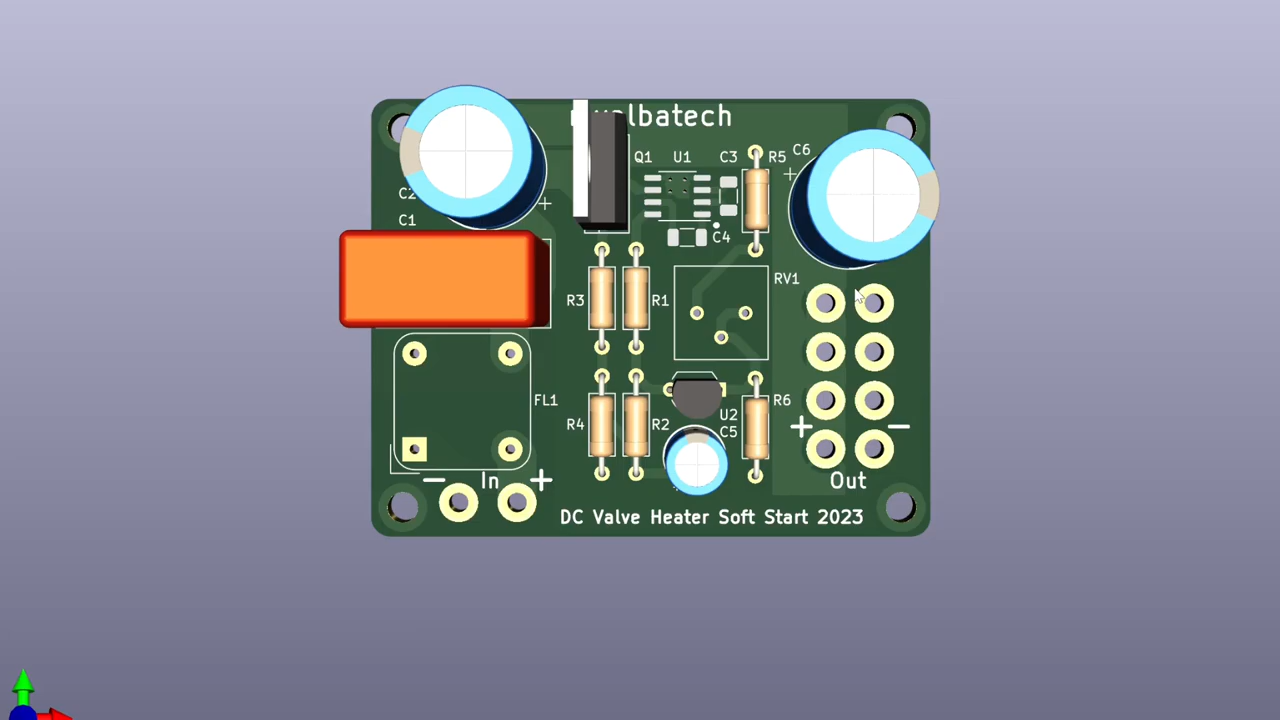 albatech
Q1 U1 C3 R5 C6
C2
C1
C4
RV1
R3 R1
FL1
R4 R2 U2 R6
C5
+ −
− In + Out
DC Valve Heater Soft Start 2023